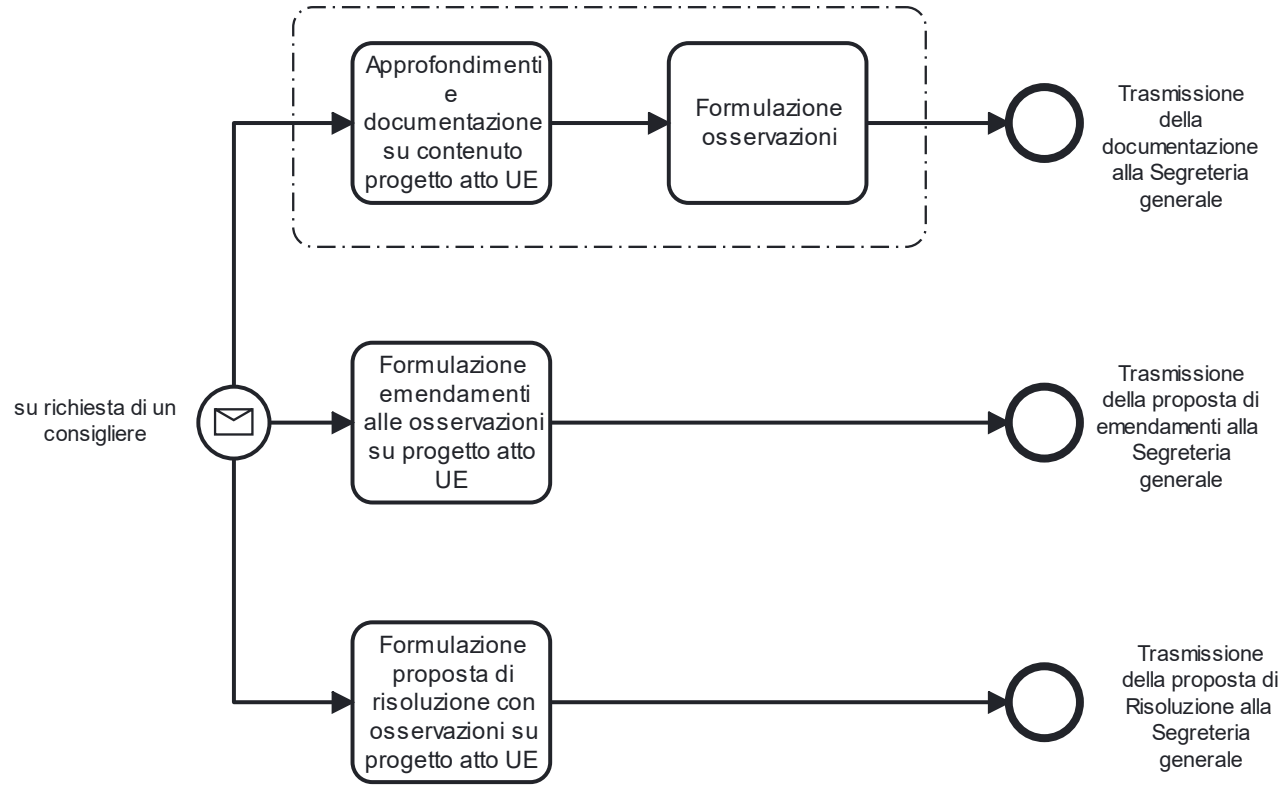 Approfondimenti
e
documentazione
su contenuto
progetto atto UE
Formulazione
osservazioni
Trasmissione
della
documentazione
alla Segreteria
generale
su richiesta di un
consigliere
Formulazione
emendamenti
alle osservazioni
su progetto atto
UE
Trasmissione
della proposta di
emendamenti alla
Segreteria
generale
Formulazione
proposta di
risoluzione con
osservazioni su
progetto atto UE
Trasmissione
della proposta di
Risoluzione alla
Segreteria
generale